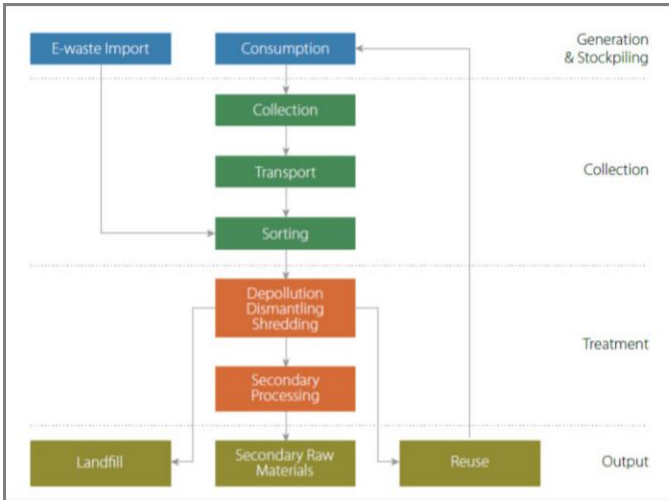 E-waste Import
Consumption
Generation
& Stockpiling
Collection
Transport
Collection
Sorting
Depollution
Dismantling
Shredding
Treatment
Secondary
Processing
Landfill
Secondary Raw
Materials
Reuse
Output